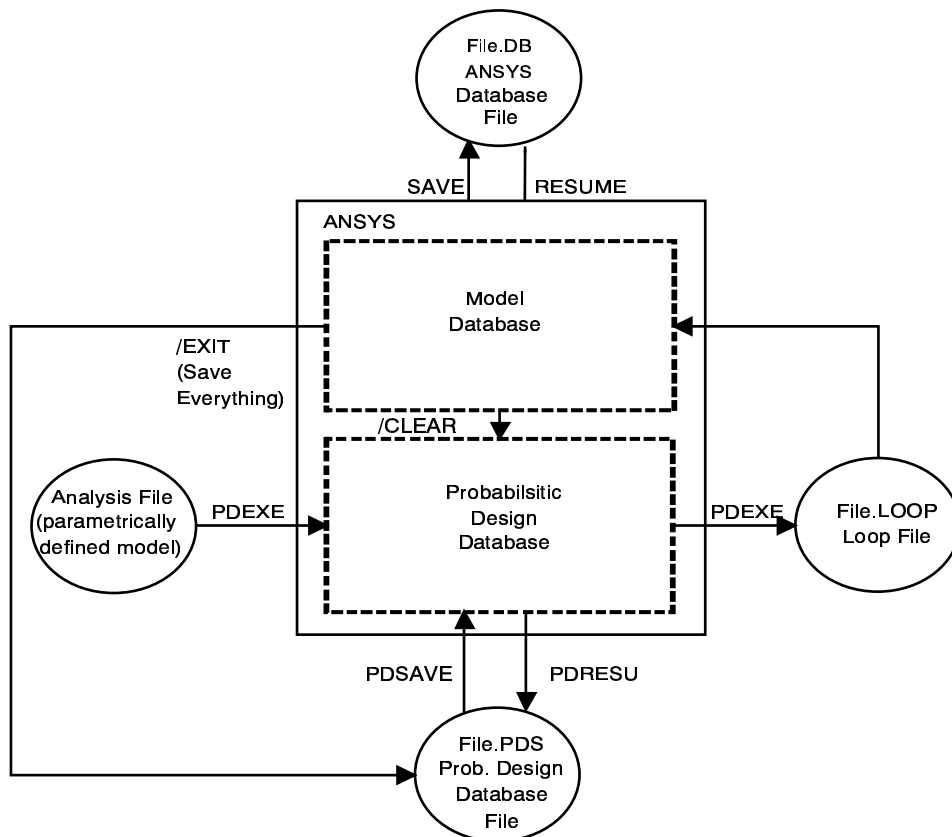 File.DB
ANSYS
Database
File
SAVE
RESUME
ANSYS
Model
Database
/EXIT
(Save
Everything)
/CLEAR
Analysis File
(parametrically
defined model)
PDEXE
Probabilsitic
Design
Database
PDEXE
File.LOOP
Loop File
PDSAVE
PDRESU
File.PDS
Prob. Design
Database
File